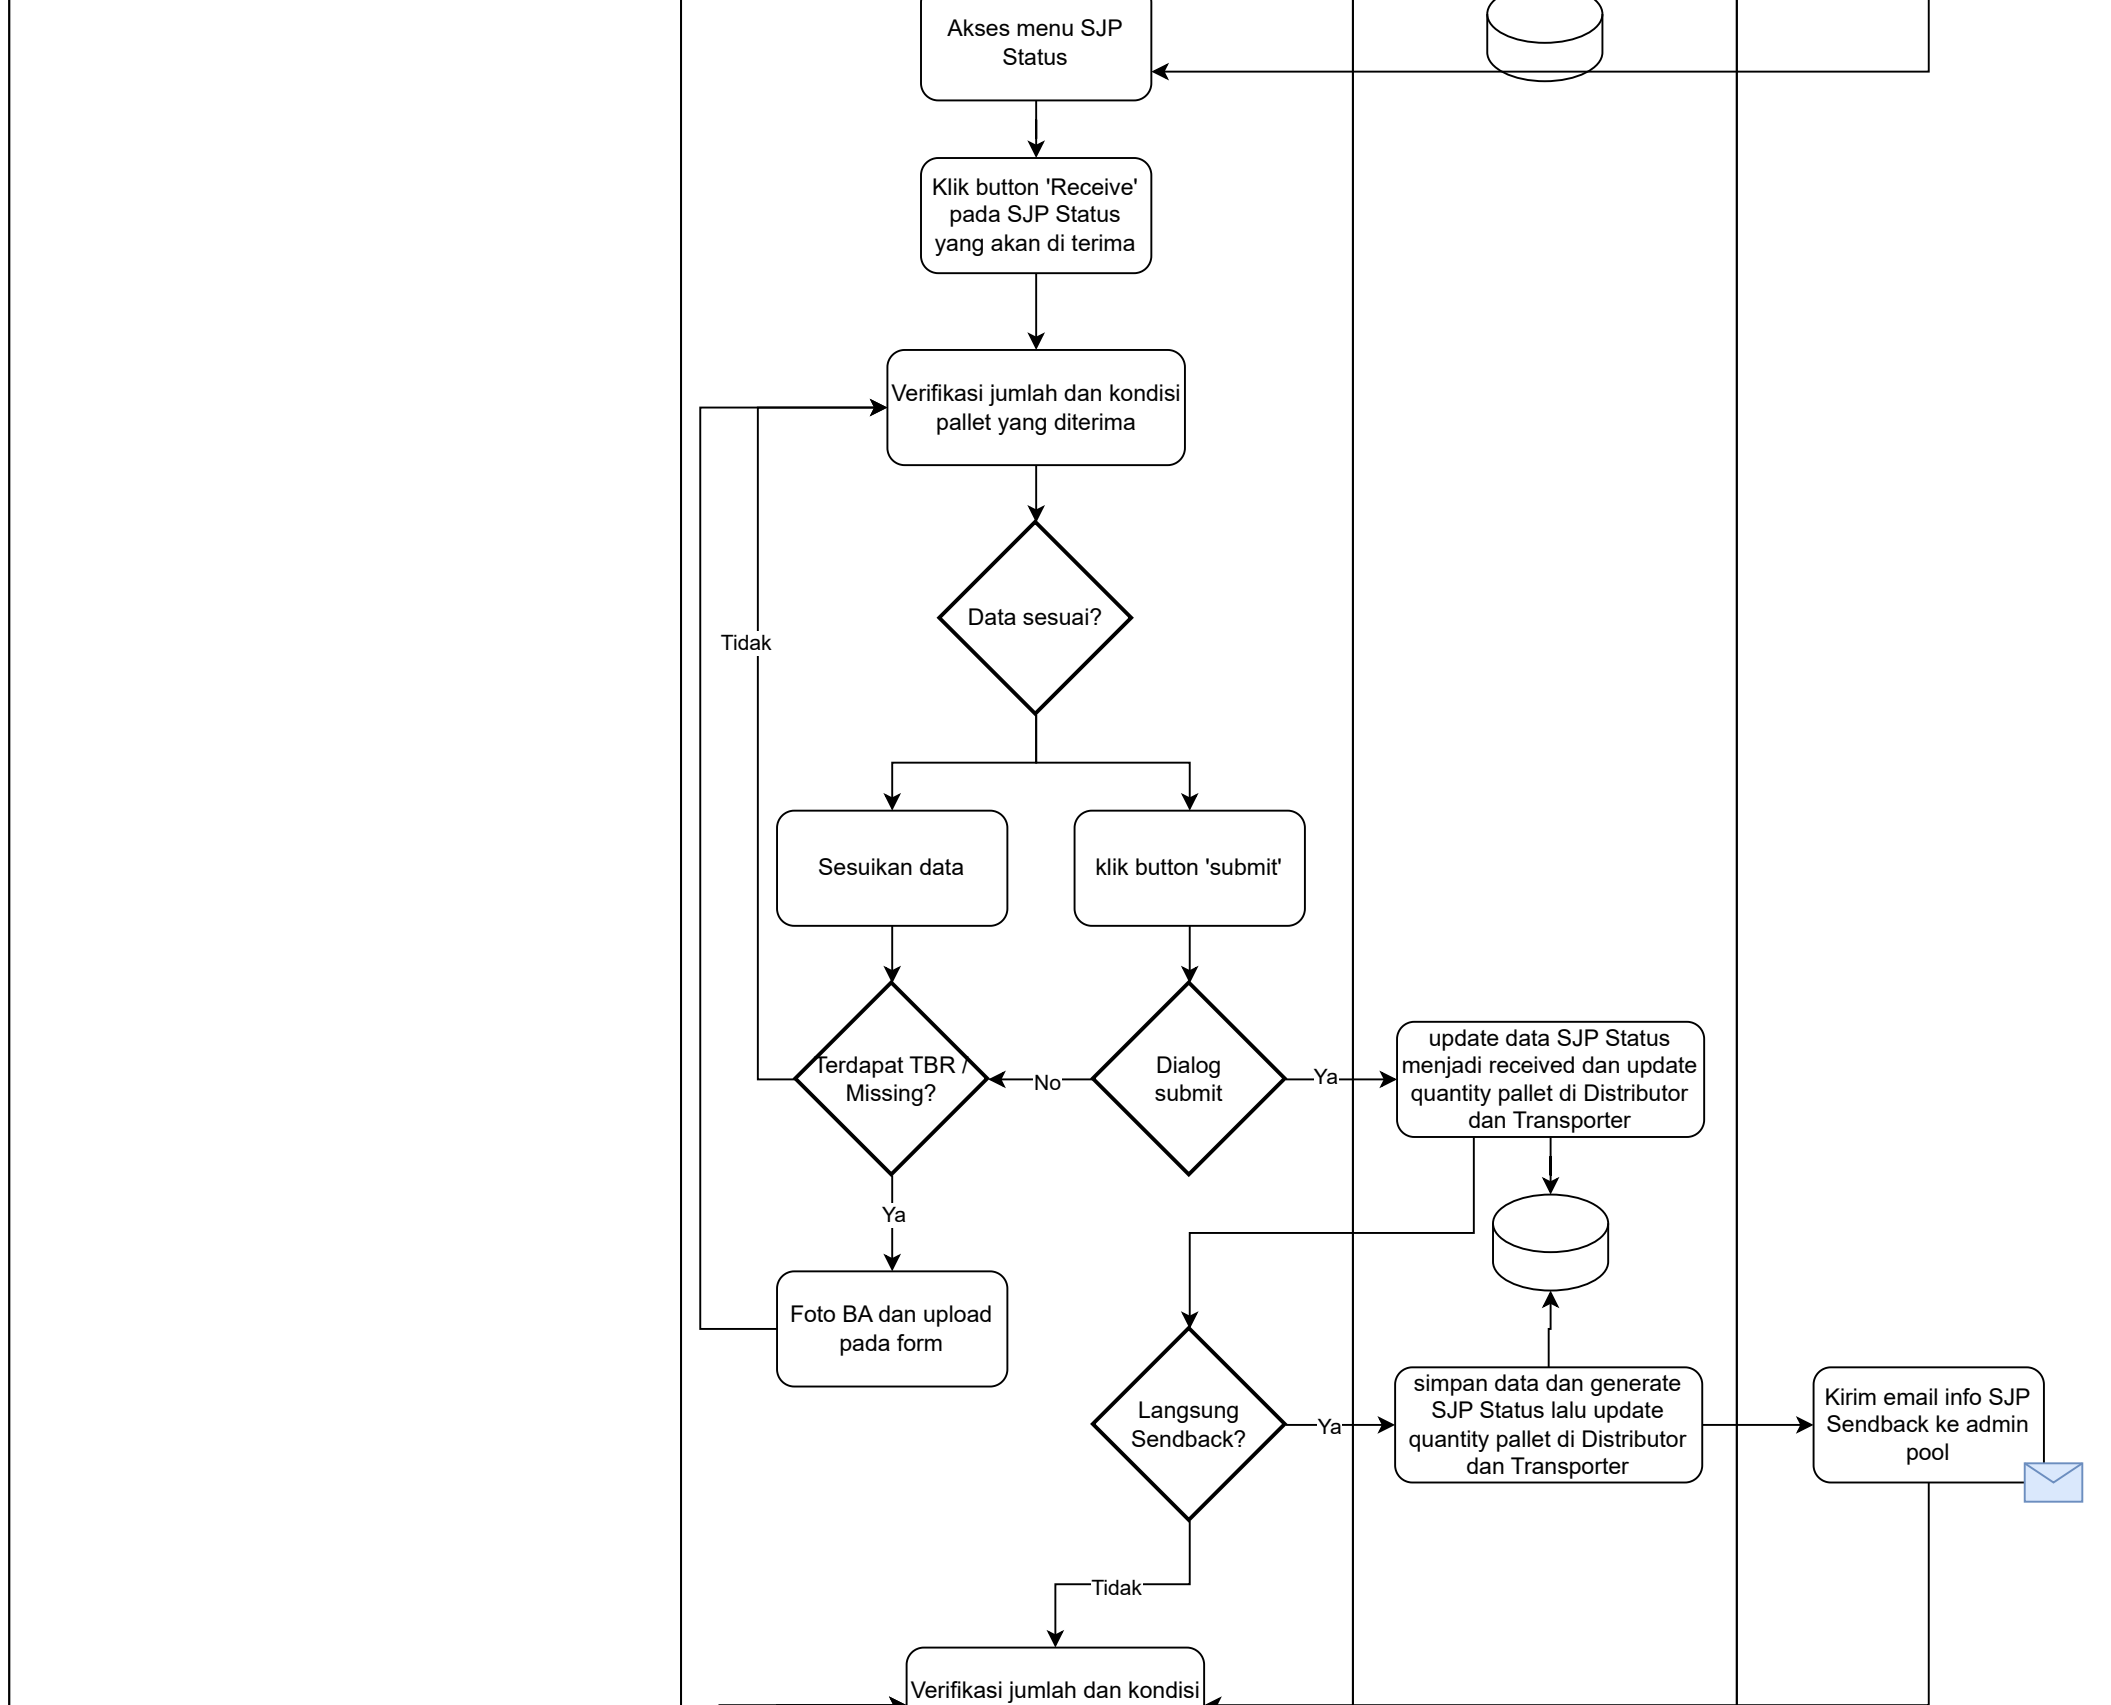 Akses menu SJP
Status
Klik button 'Receive'
pada SJP Status
yang akan di terima
Verifikasi jumlah dan kondisi
pallet yang diterima
Data sesuai?
Tidak
Sesuikan data
klik button 'submit'
Terdapat TBR /
Missing?
No
Dialog
submit
Ya
update data SJP Status
menjadi received dan update
quantity pallet di Distributor
dan Transporter
Ya
Foto BA dan upload
pada form
Langsung
Sendback?
Ya
simpan data dan generate
SJP Status lalu update
quantity pallet di Distributor
dan Transporter
Kirim email info SJP
Sendback ke admin
pool
Tidak
Verifikasi jumlah dan kondisi